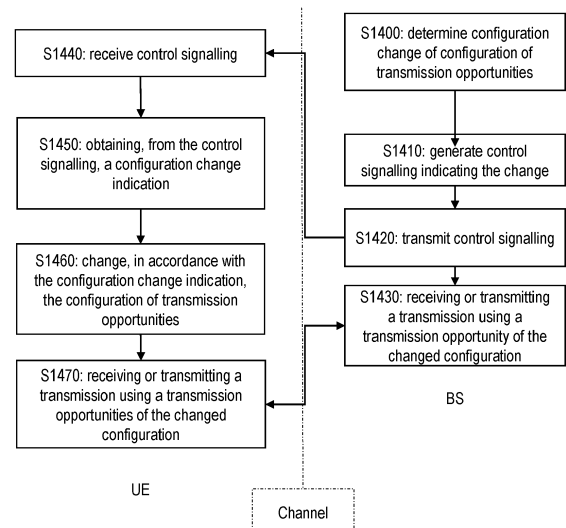 S1440: receive control signalling
S1450: obtaining, from the control
signalling, a configuration change
indication
S1460: change, in accordance with
the configuration change indication,
the configuration of transmission
opportunities
S1470: receiving or transmitting a
transmission using a transmission
opportunities of the changed
configuration
UE
S1400: determine configuration
change of configuration of
transmission opportunities
S1410: generate control
signalling indicating the change
S1420: transmit control signalling
S1430: receiving or transmitting
a transmission using a
transmission opportunity of the
changed configuration
BS
Channel